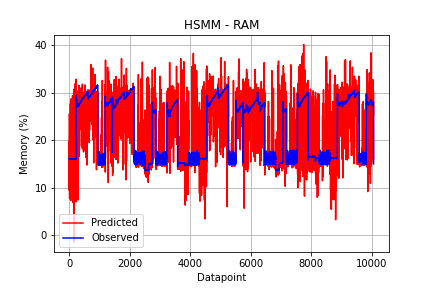 HSMM - RAM
40
30
20
10
0
Memory (%)
Predicted
Observed
0 2000 4000 6000 8000 10000
Datapoint